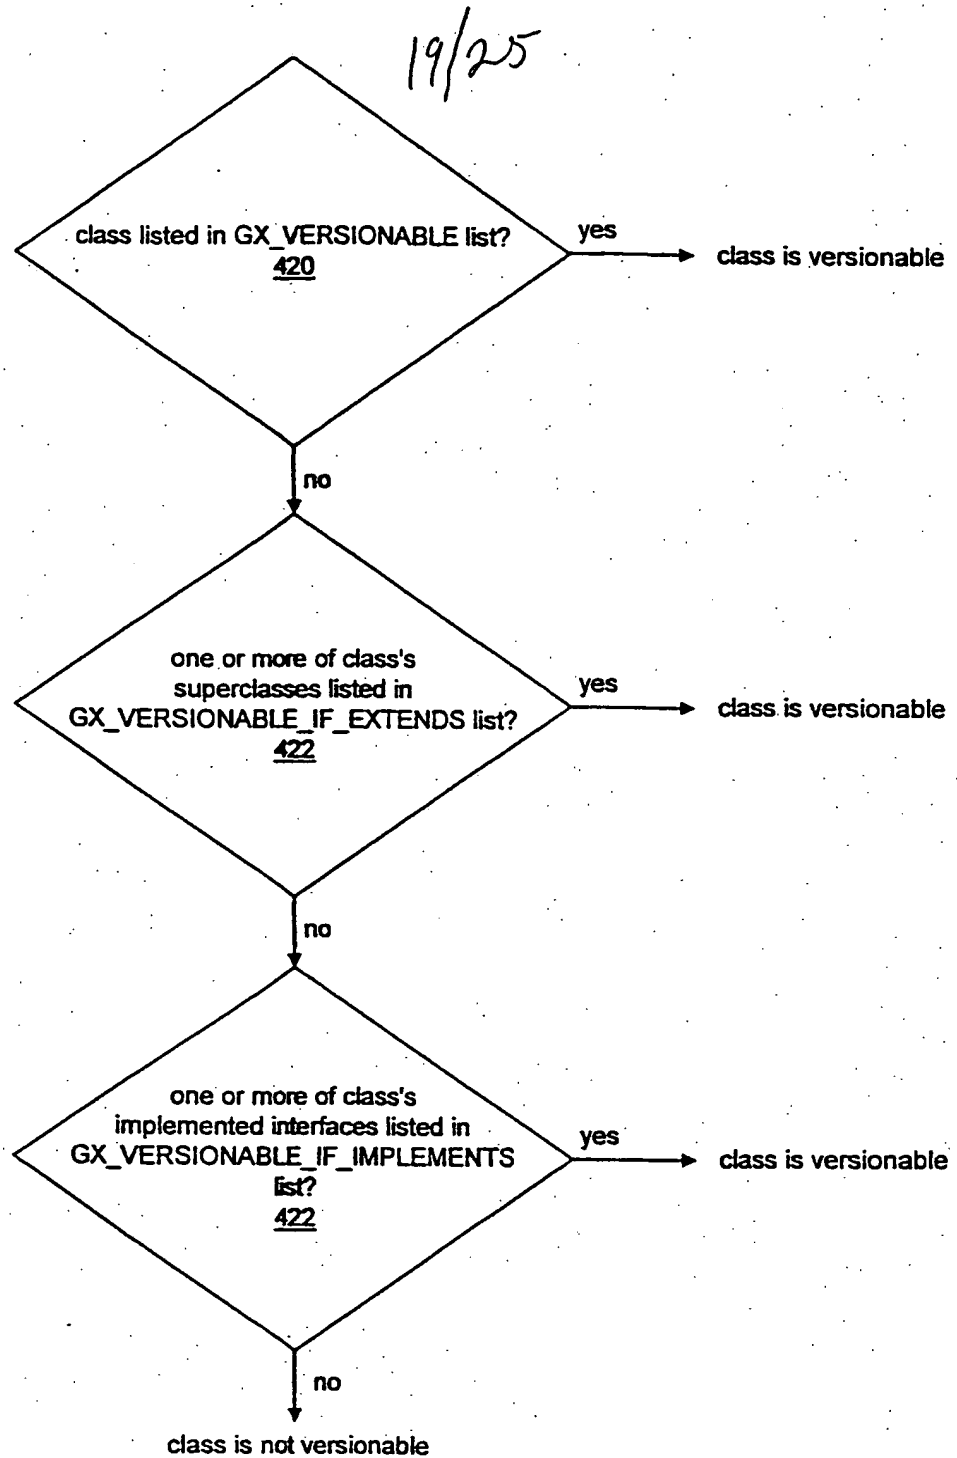 19/25
class listed in GX_VERSIONABLE list?
420
yes
class is versionable
no
one or more of class's
superclasses listed in
GX_VERSIONABLE_IF_EXTENDS list?
422
yes
class is versionable
no
one or more of class's
implemented interfaces listed in
GX_VERSIONABLE_IF_IMPLEMENTS
list?
422
yes
class is versionable
no
class is not versionable